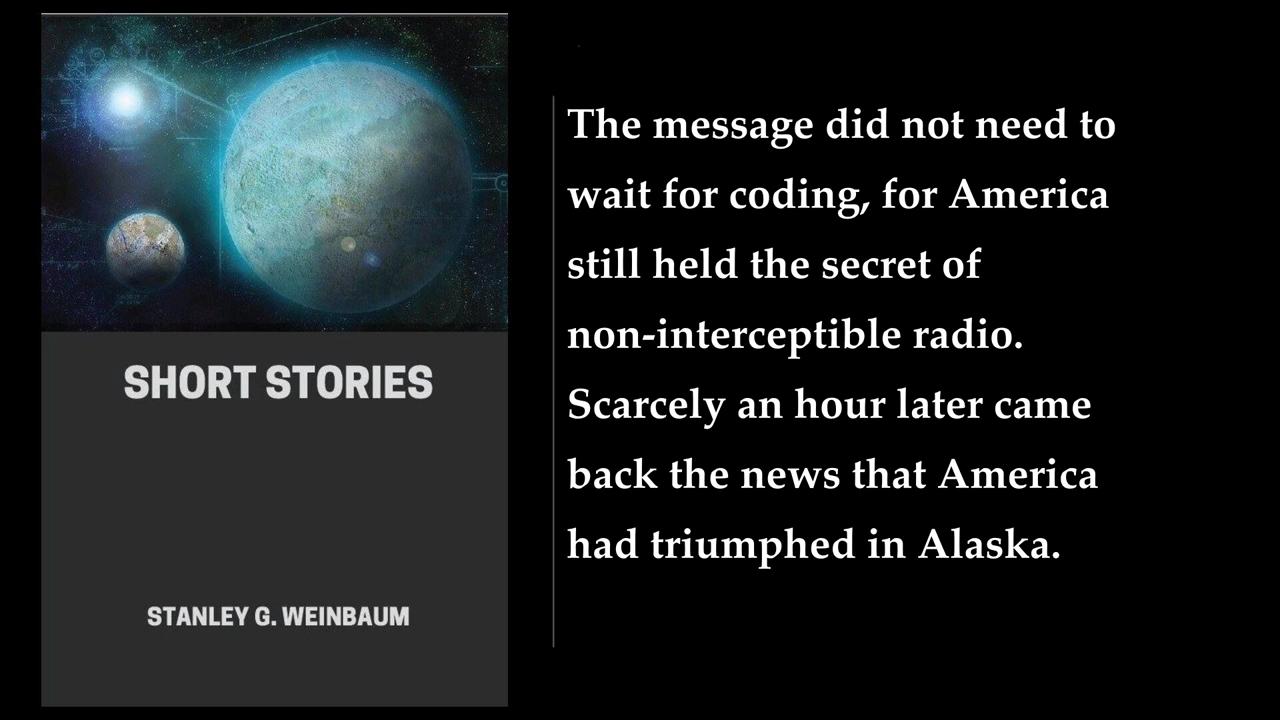 SHORT STORIES
STANLEY G. WEINBAUM
The message did not need to
wait for coding, for America
still held the secret of
non-interceptible radio.
Scarcely an hour later came
back the news that America
had triumphed in Alaska.